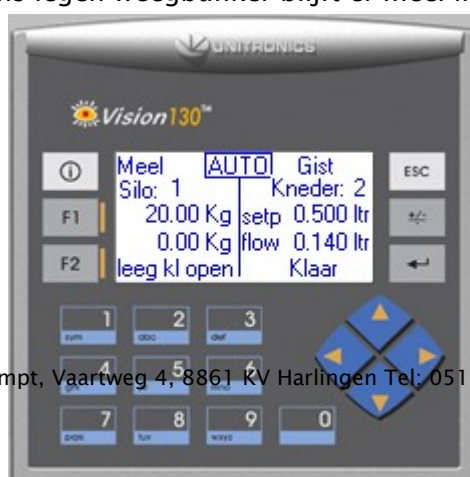 UNITRONICS
Vision130™
Meel AUTO Gist
Silo: 1 Kneder: 2
20.00 Kg setp 0.500 ltr
0.00 Kg flow 0.140 ltr
leeg kl open Klaar
ESC
F1 +/-
F2
1 2 3
sym abc def
4 5 6
mpt, Vaartweg 4, 8861 KV Harlingen Tel: 051
7 8 9 0
pqrs tuv wxyz